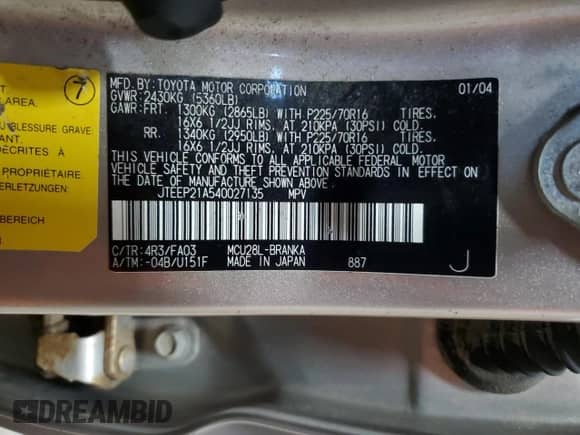 7
AREA.
BLESSURE GRAVE
ANT.
DÉCRITES À
PROPRIÉTAIRE.
ERLETZUNGEN
BEREICH
MFD. BY: TOYOTA MOTOR CORPORATION 01/04
GVWR: 2430KG (5360LB)
GAWR: FRT. 1300KG (2865LB) WITH P225/70R16 TIRES.
16X6 1/2JJ RIMS. AT 210KPA (30PSI) COLD.
RR. 1340KG (2950LB) WITH P225/70R16 TIRES.
16X6 1/2JJ RIMS. AT 210KPA (30PSI) COLD.
THIS VEHICLE CONFORMS TO ALL APPLICABLE FEDERAL MOTOR
VEHICLE SAFETY AND THEFT PREVENTION STANDARDS IN EFFECT
ON THE DATE OF MANUFACTURE SHOWN ABOVE.
JTEEP21A540027135 MPV
C/TR: 4R3/FA03 MCU28L-BRANKA
A/TM: -04B/U151F MADE IN JAPAN 887 J
DREAMBID